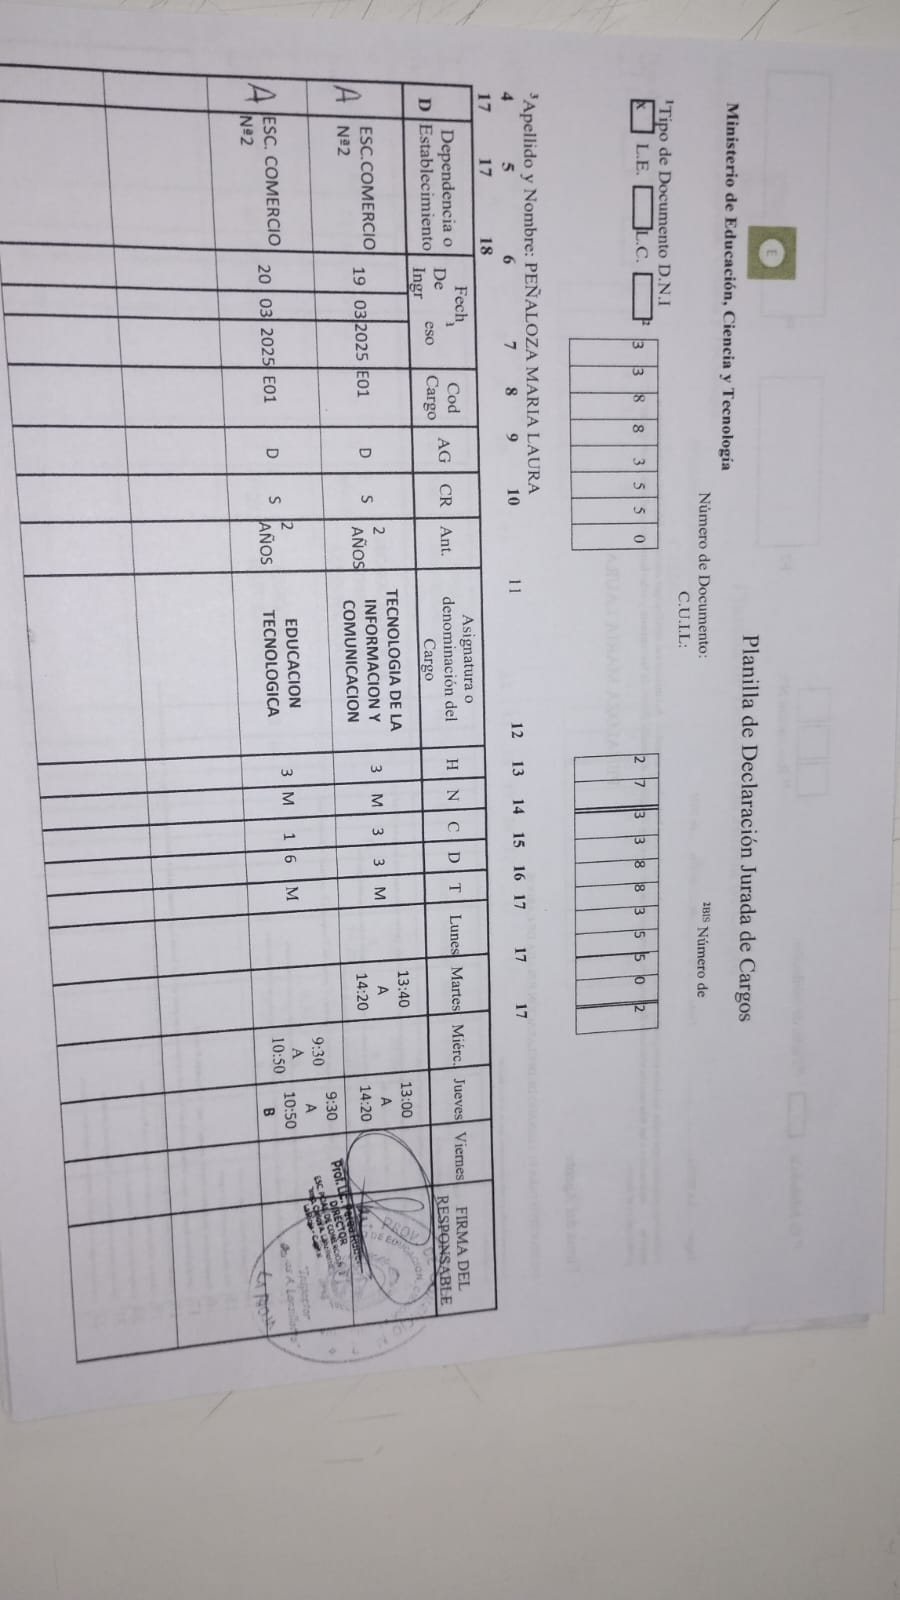 E
Ministerio de Educación, Ciencia y Tecnología
Planilla de Declaración Jurada de Cargos
Número de Documento:
²BIS Número de
C.U.I.L:
¹Tipo de Documento D.N.I
X L.E. L.C. ²
3 3 8 8 3 5 5 0
2 7 3 3 8 8 3 5 5 0 2
³Apellido y Nombre: PEÑALOZA MARIA LAURA
4 5 6 7 8 9 10 11 12 13 14 15 16 17 17 17
17 17 18
D Dependencia o Establecimiento Fech De Ingr eso Cod Cargo AG CR Ant. Asignatura o denominación del Cargo H N C D T Lunes Martes Miérc. Jueves Viernes FIRMA DEL RESPONSABLE
A ESC.COMERCIO Nº2 19 03 2025 E01 D S 2 AÑOS TECNOLOGIA DE LA INFORMACION Y COMUNICACION 3 M 3 3 M 13:40 A 14:20 13:00 A 14:20
A ESC. COMERCIO Nº2 20 03 2025 E01 D S 2 AÑOS EDUCACION TECNOLOGICA 3 M 1 6 M 9:30 A 10:50 9:30 A 10:50 B
DIRECTOR